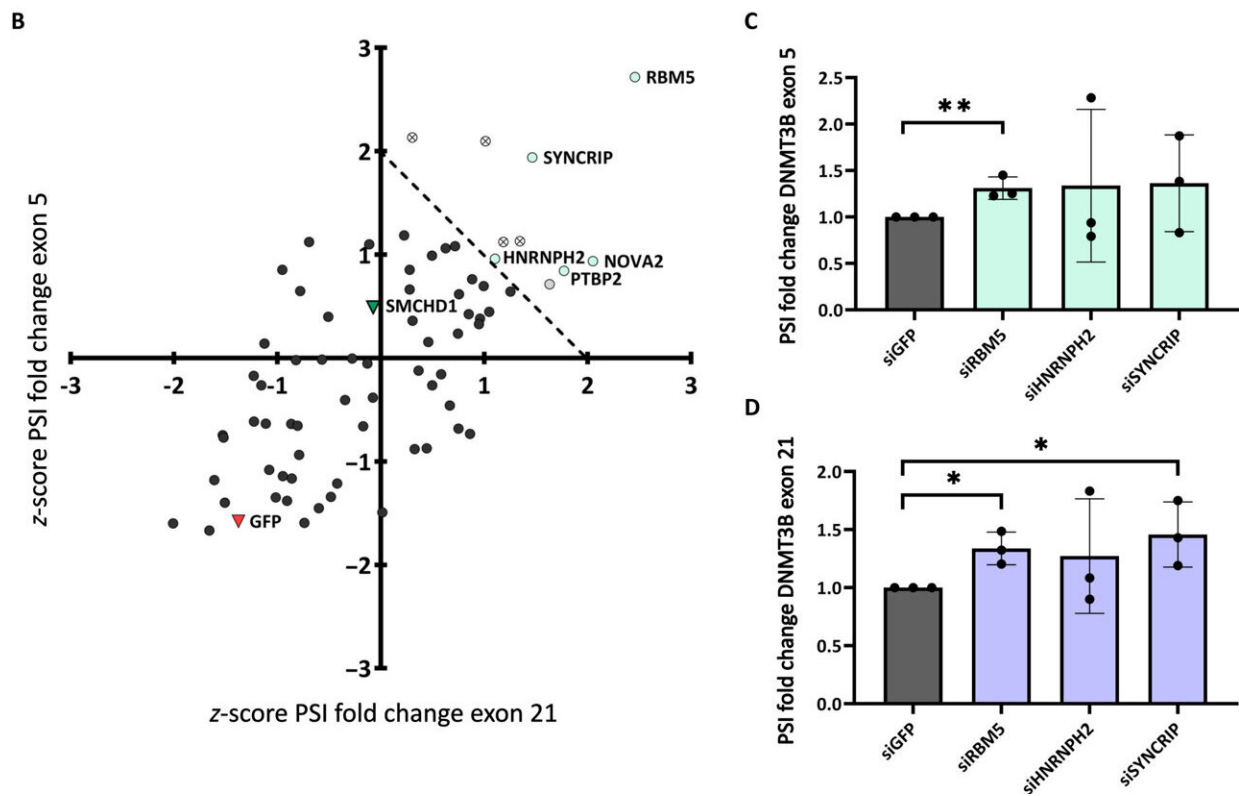 B
z-score PSI fold change exon 5
3
RBM5
2
SYNCRIP
1
HNRNPH2
NOVA2
PTBP2
SMCHD1
-3
-2
-1
1
2
3
−1
GFP
−2
−3
z-score PSI fold change exon 21
C
PSI fold change DNMT3B exon 5
2.5
2.0
1.5
1.0
0.5
0.0
**
siGFP
siRBM5
siHNRNPH2
siSYNCRIP
D
PSI fold change DNMT3B exon 21
2.0
1.5
1.0
0.5
0.0
*
*
siGFP
siRBM5
siHNRNPH2
siSYNCRIP